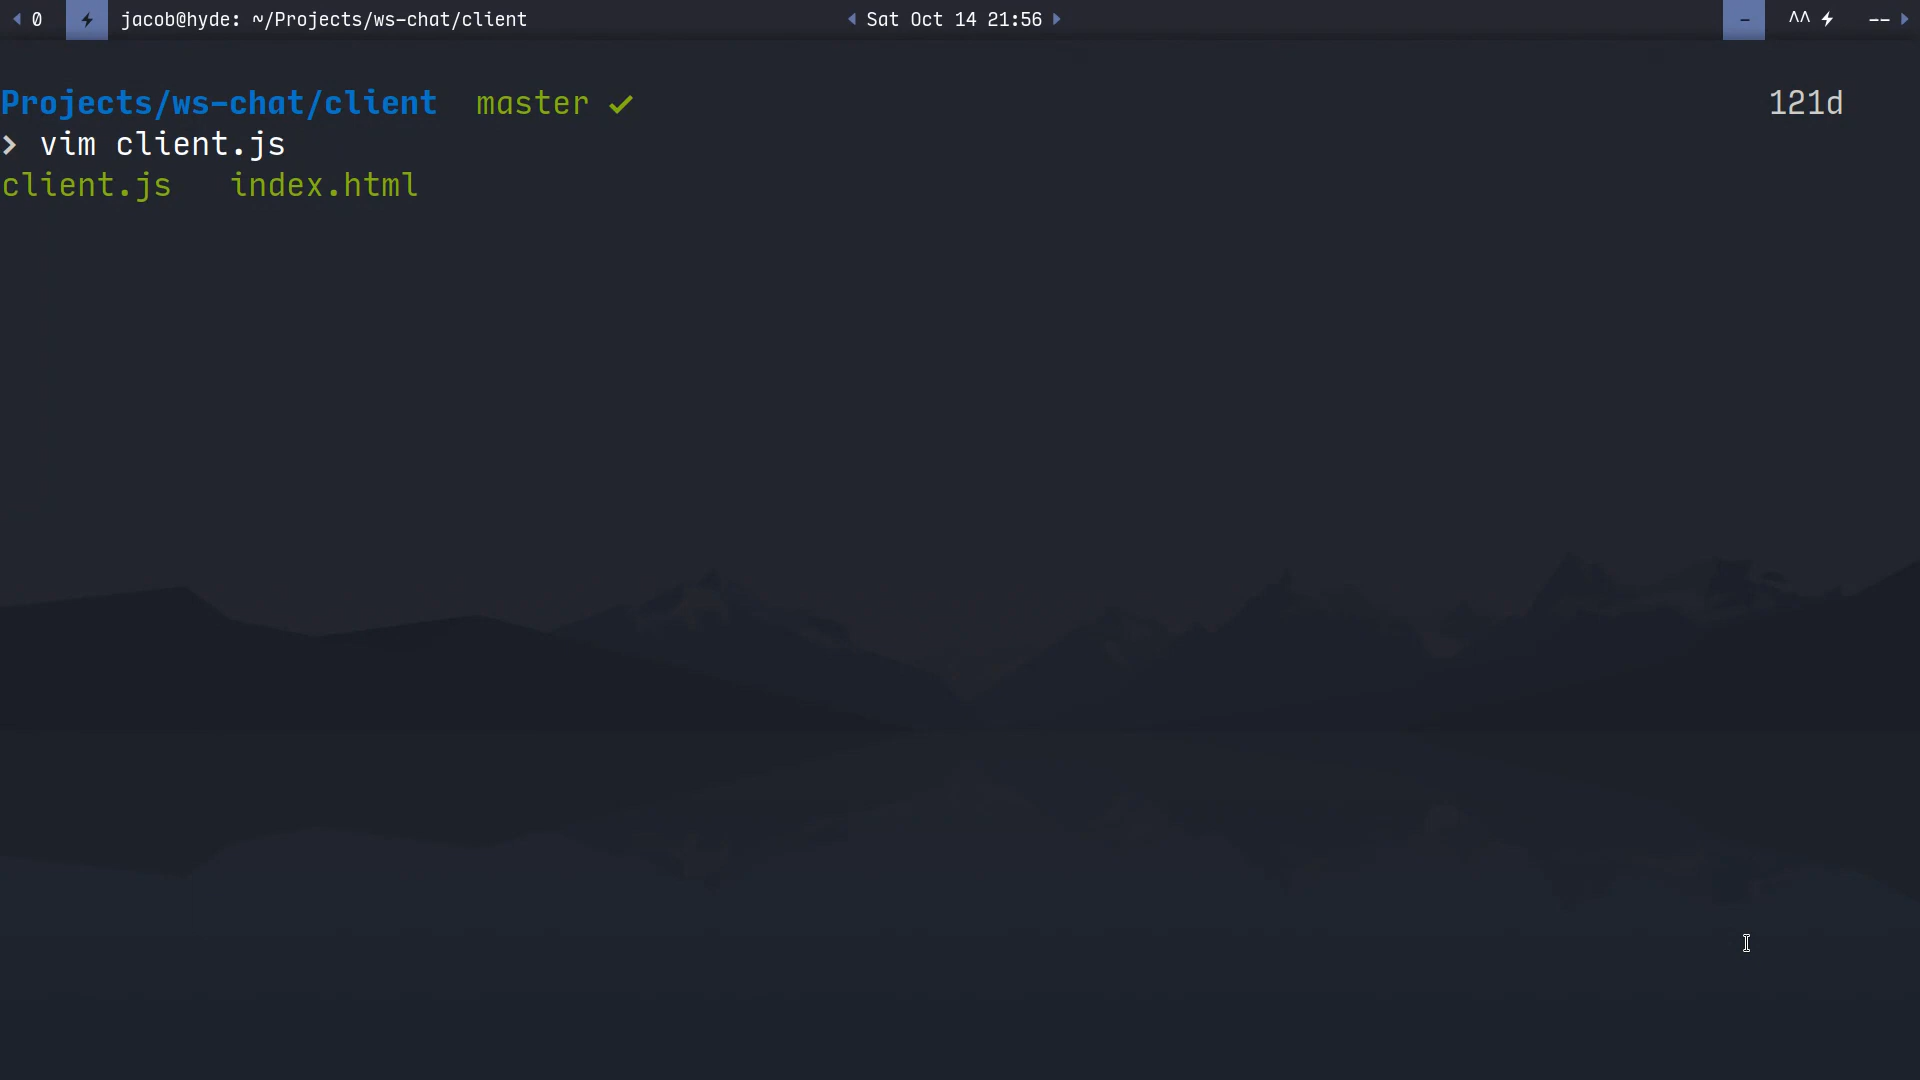 0 jacob@hyde: ~/Projects/ws-chat/client Sat Oct 14 21:56 - ^^ --
Projects/ws-chat/client master ✓ 121d
❯ vim client.js
client.js index.html